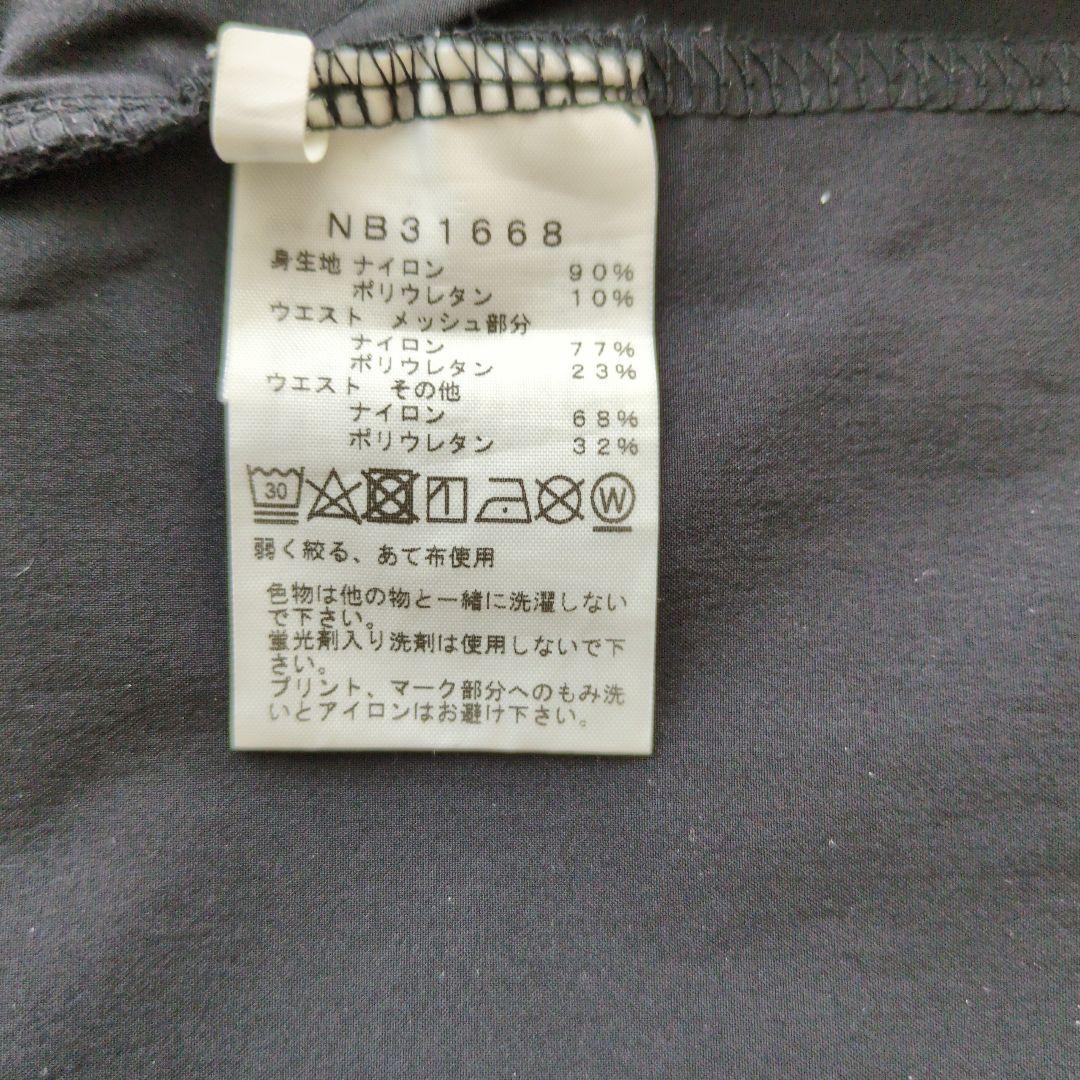 NB31668
身生地 ナイロン 90%
ポリウレタン 10%
ウエスト メッシュ部分
ナイロン 77%
ポリウレタン 23%
ウエスト その他
ナイロン 68%
ポリウレタン 32%
30 W
弱く絞る、あて布使用
色物は他の物と一緒に洗濯しない
で下さい。
蛍光剤入り洗剤は使用しないで下
さい。
プリント、マーク部分へのもみ洗
いとアイロンはお避け下さい。